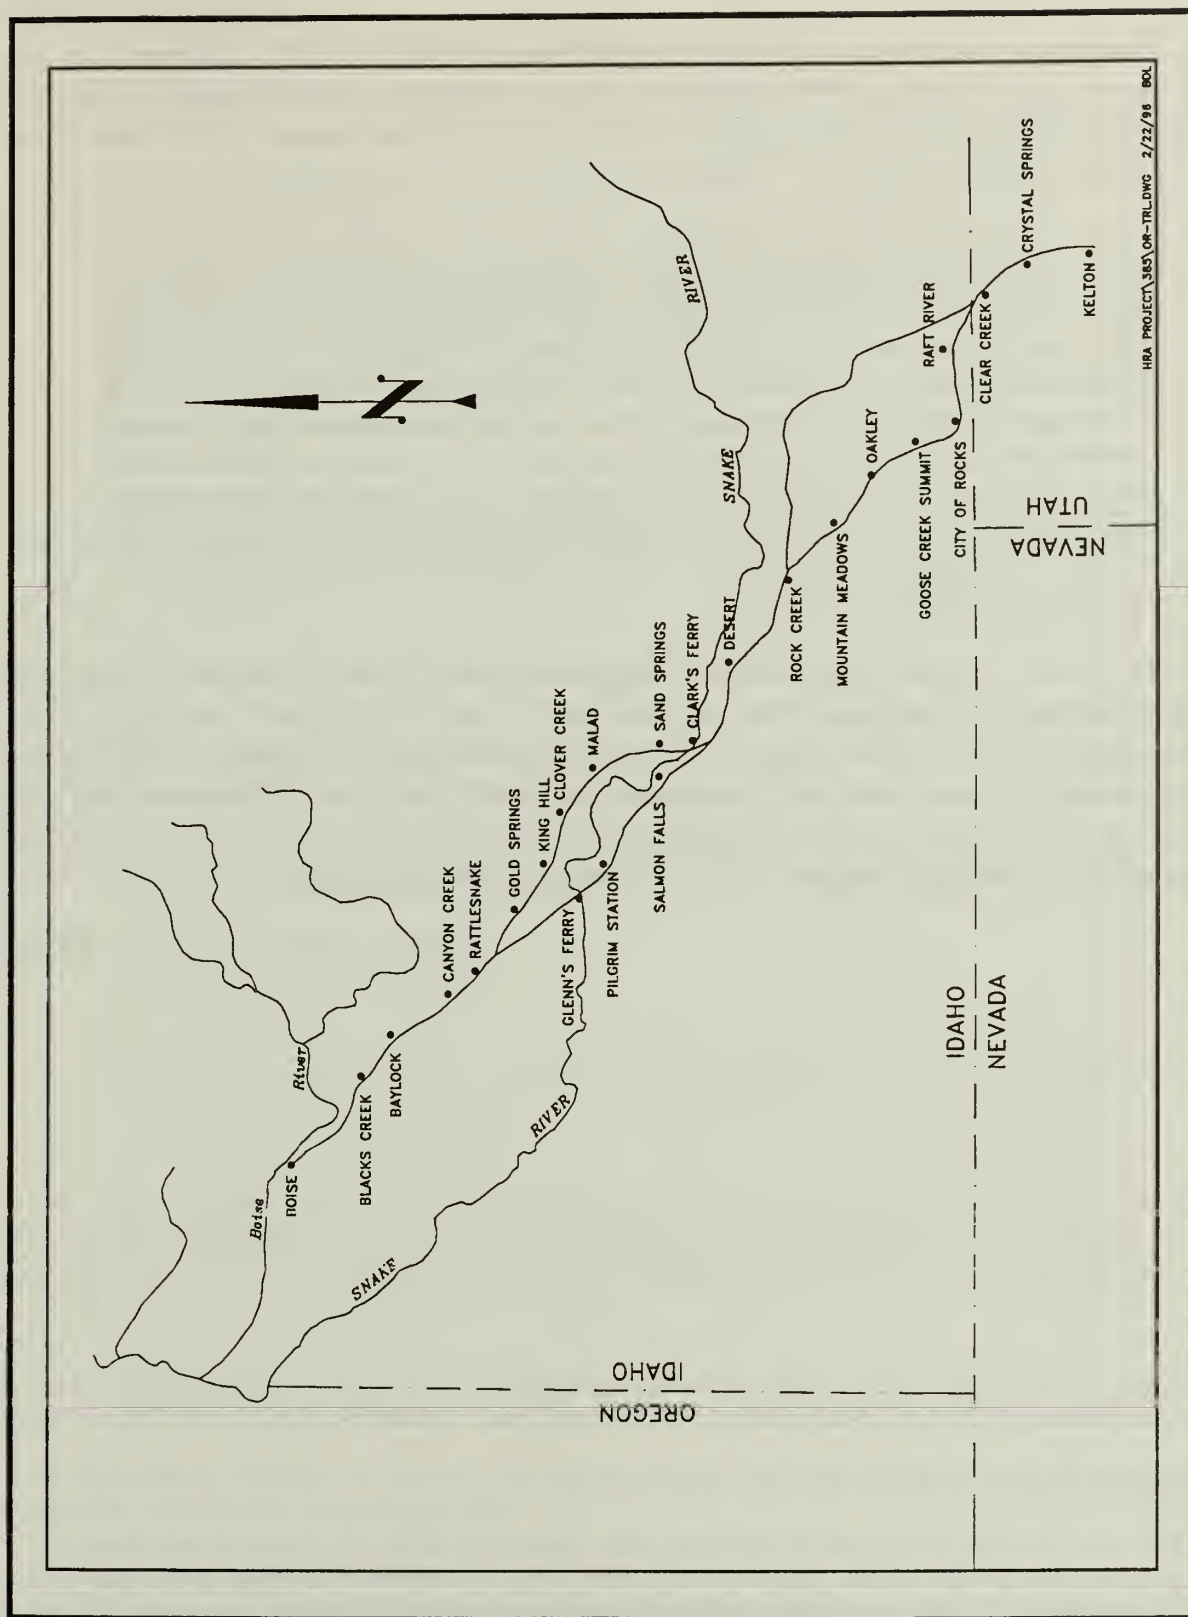 Boise
River
BOISE
BLACKS CREEK
BAYLOCK
CANYON CREEK
RATTLESNAKE
GOLD SPRINGS
KING HILL
CLOVER CREEK
MALAD
SAND SPRINGS
CLARK'S FERRY
GLENN'S FERRY
PILGRIM STATION
SALMON FALLS
DESERT
ROCK CREEK
MOUNTAIN MEADOWS
OAKLEY
GOOSE CREEK SUMMIT
CITY OF ROCKS
RAFT RIVER
CLEAR CREEK
CRYSTAL SPRINGS
KELTON
SNAKE
RIVER
SNAKE
RIVER
N
OREGON
IDAHO
IDAHO
NEVADA
NEVADA
UTAH
HRA PROJECT\385\OR-TRL.DWG 2/22/96 BOL